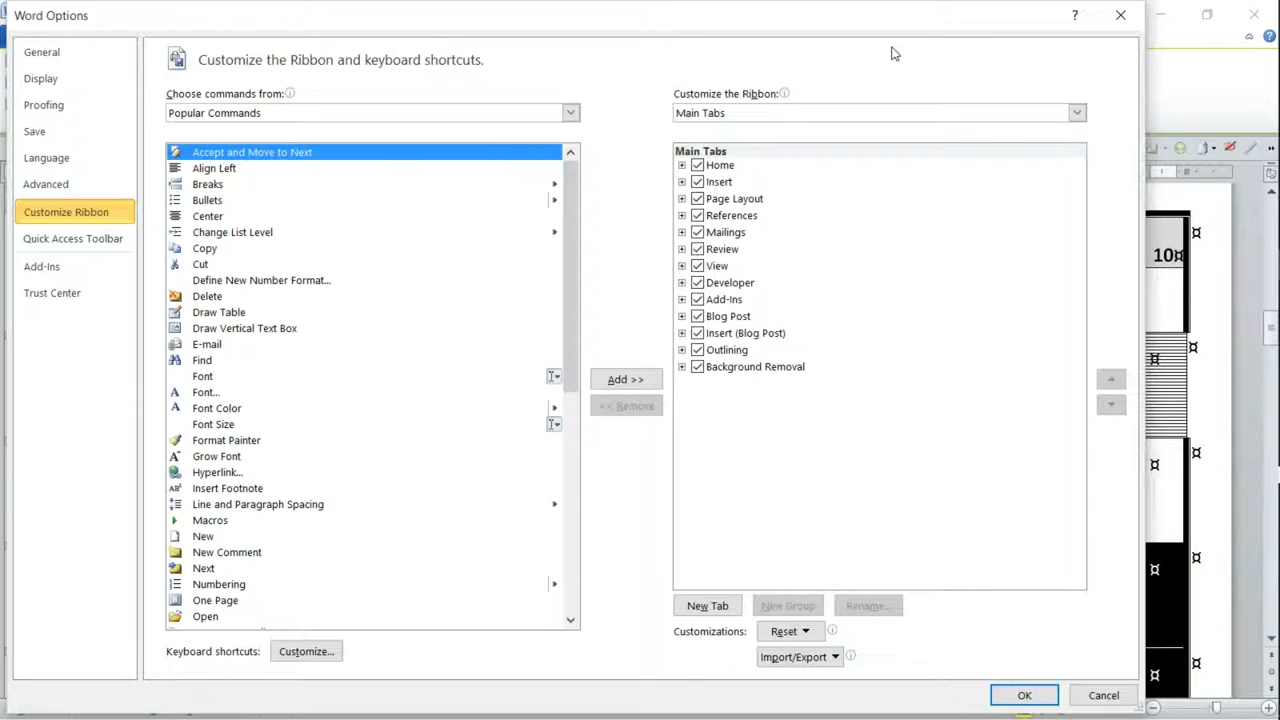 Word Options
General
Display
Proofing
Save
Language
Advanced
Customize Ribbon
Quick Access Toolbar
Add-Ins
Trust Center
Customize the Ribbon and keyboard shortcuts.
Choose commands from:
Popular Commands
Accept and Move to Next
Align Left
Breaks
Bullets
Center
Change List Level
Copy
Cut
Define New Number Format...
Delete
Draw Table
Draw Vertical Text Box
E-mail
Find
Font
Font...
Font Color
Font Size
Format Painter
Grow Font
Hyperlink...
Insert Footnote
Line and Paragraph Spacing
Macros
New
New Comment
Next
Numbering
One Page
Open
Keyboard shortcuts: Customize...
Add >>
<< Remove
Customize the Ribbon:
Main Tabs
Main Tabs
Home
Insert
Page Layout
References
Mailings
Review
View
Developer
Add-Ins
Blog Post
Insert (Blog Post)
Outlining
Background Removal
New Tab New Group Rename...
Customizations: Reset
Import/Export
OK Cancel
10¤